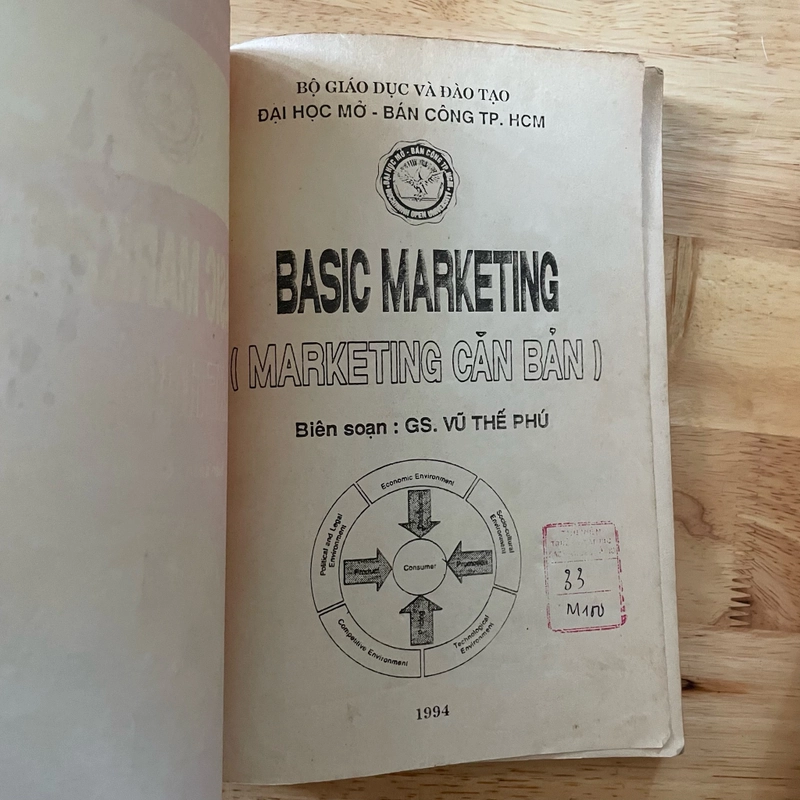 BỘ GIÁO DỤC VÀ ĐÀO TẠO
ĐẠI HỌC MỞ - BÁN CÔNG TP. HCM
BASIC MARKETING
( MARKETING CĂN BẢN )
Biên soạn : GS. VŨ THẾ PHÚ
Economic Environment
Political and Legal
Environment
Socio-cultural
Environment
Product
Consumer
Promotion
Competitive Environment
Technological
Environment
33
M150
1994